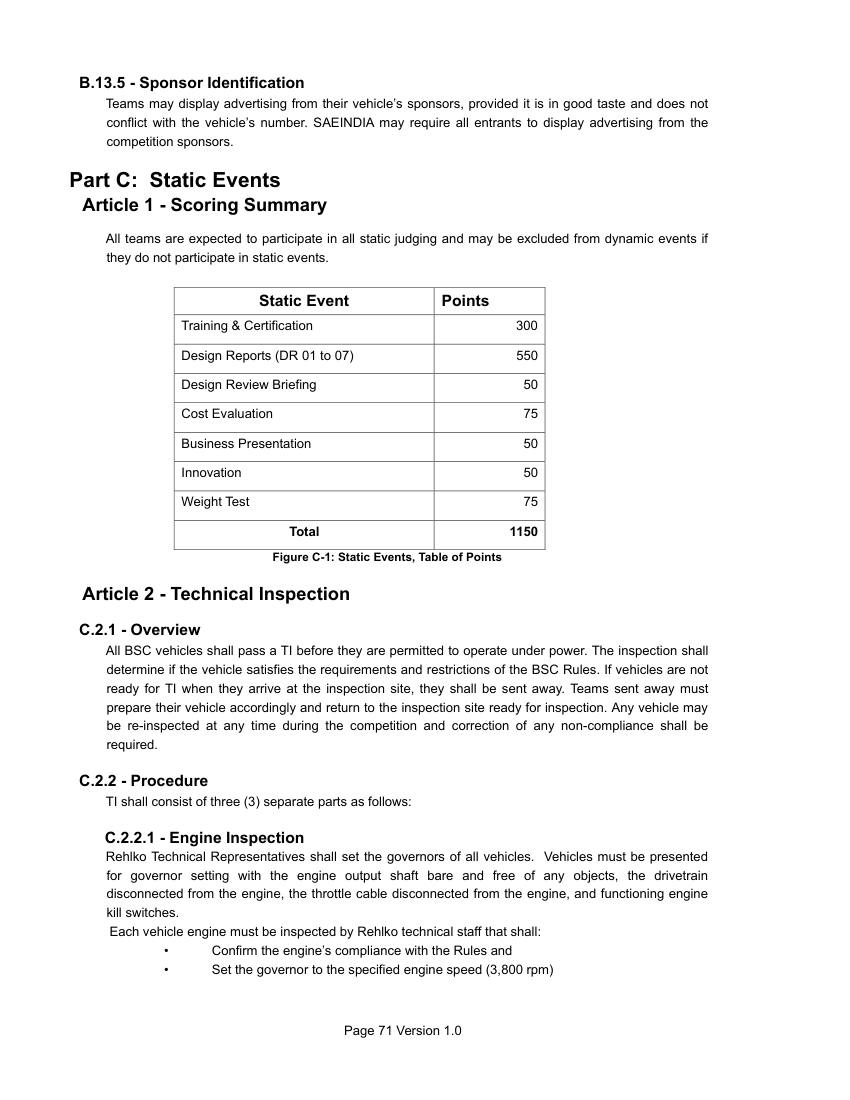 B.13.5 - Sponsor Identification
Teams may display advertising from their vehicle’s sponsors, provided it is in good taste and does not
conflict with the vehicle’s number. SAEINDIA may require all entrants to display advertising from the
competition sponsors.
Part C:  Static Events
Article 1 - Scoring Summary
All teams are expected to participate in all static judging and may be excluded from dynamic events if
they do not participate in static events.
Static Event Points
Training & Certification 300
Design Reports (DR 01 to 07) 550
Design Review Briefing 50
Cost Evaluation 75
Business Presentation 50
Innovation 50
Weight Test 75
Total 1150
Figure C-1: Static Events, Table of Points
Article 2 - Technical Inspection
C.2.1 - Overview
All BSC vehicles shall pass a TI before they are permitted to operate under power. The inspection shall
determine if the vehicle satisfies the requirements and restrictions of the BSC Rules. If vehicles are not
ready for TI when they arrive at the inspection site, they shall be sent away. Teams sent away must
prepare their vehicle accordingly and return to the inspection site ready for inspection. Any vehicle may
be re-inspected at any time during the competition and correction of any non-compliance shall be
required.
C.2.2 - Procedure
TI shall consist of three (3) separate parts as follows:
C.2.2.1 - Engine Inspection
Rehlko Technical Representatives shall set the governors of all vehicles.  Vehicles must be presented
for governor setting with the engine output shaft bare and free of any objects, the drivetrain
disconnected from the engine, the throttle cable disconnected from the engine, and functioning engine
kill switches.
Each vehicle engine must be inspected by Rehlko technical staff that shall:
• Confirm the engine’s compliance with the Rules and
• Set the governor to the specified engine speed (3,800 rpm)
Page 71 Version 1.0